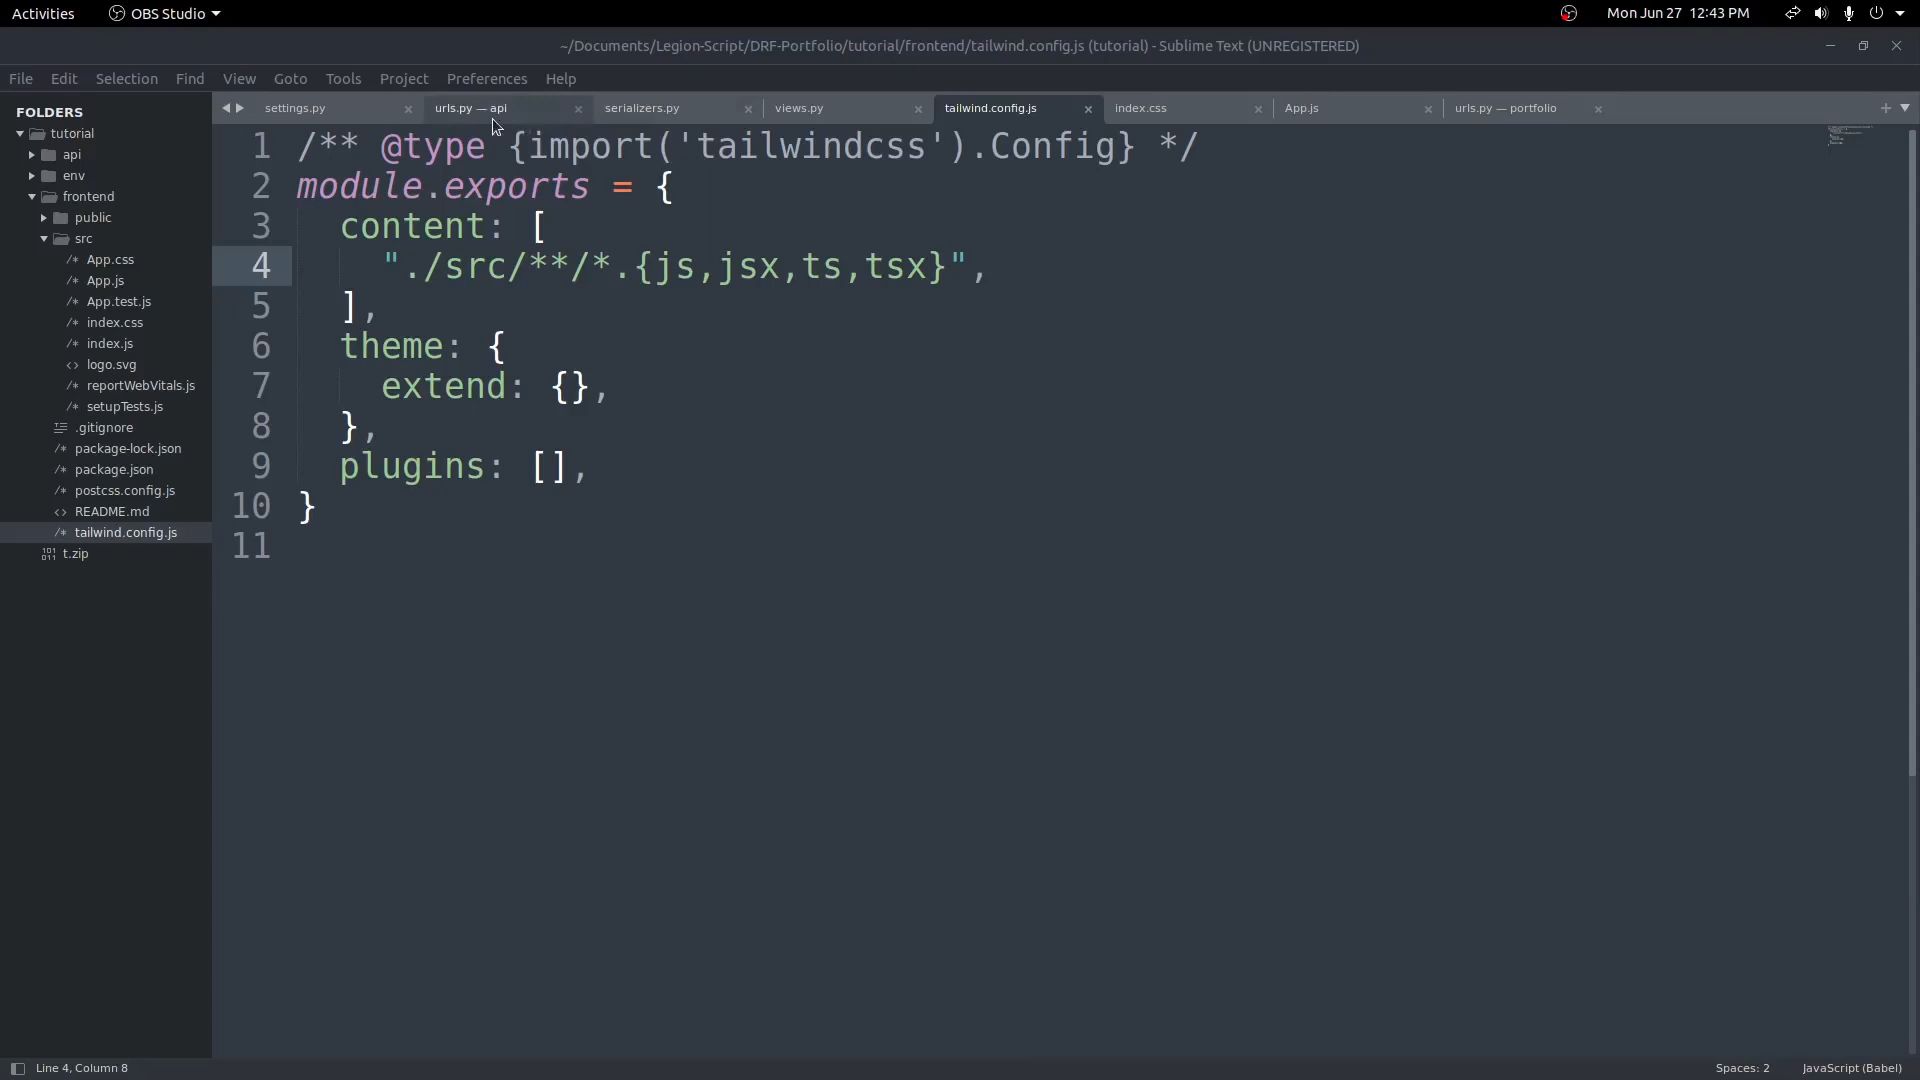 Activities OBS Studio Mon Jun 27 12:43 PM
~/Documents/Legion-Script/DRF-Portfolio/tutorial/frontend/tailwind.config.js (tutorial) - Sublime Text (UNREGISTERED)
File Edit Selection Find View Goto Tools Project Preferences Help
settings.py urls.py — api serializers.py views.py tailwind.config.js index.css App.js urls.py — portfolio
FOLDERS
tutorial
api
env
frontend
public
src
/* App.css
/* App.js
/* App.test.js
/* index.css
/* index.js
<> logo.svg
/* reportWebVitals.js
/* setupTests.js
.gitignore
/* package-lock.json
/* package.json
/* postcss.config.js
<> README.md
/* tailwind.config.js
t.zip
1 /** @type {import('tailwindcss').Config} */
2 module.exports = {
3 content: [
4 "./src/**/*.{js,jsx,ts,tsx}",
5 ],
6 theme: {
7 extend: {},
8 },
9 plugins: [],
10 }
11
Line 4, Column 8 Spaces: 2 JavaScript (Babel)